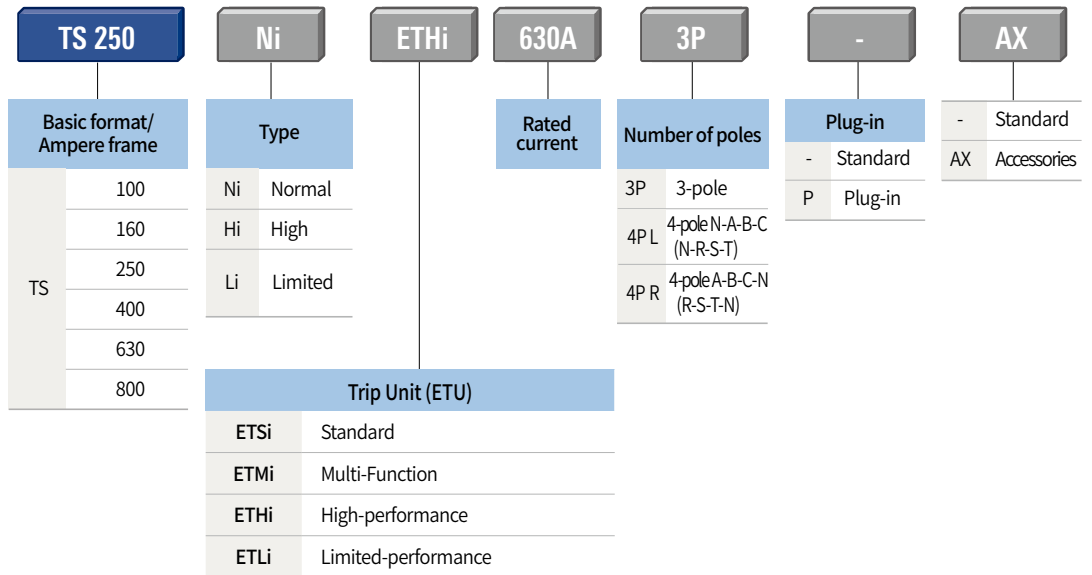 TS 250 Ni ETHi 630A 3P - AX
Basic format/
Ampere frame
TS
100
160
250
400
630
800
Type
Ni Normal
Hi High
Li Limited
Trip Unit (ETU)
ETSi Standard
ETMi Multi-Function
ETHi High-performance
ETLi Limited-performance
Rated
current
Number of poles
3P 3-pole
4P L 4-pole N-A-B-C
(N-R-S-T)
4P R 4-pole A-B-C-N
(R-S-T-N)
Plug-in
- Standard
P Plug-in
- Standard
AX Accessories